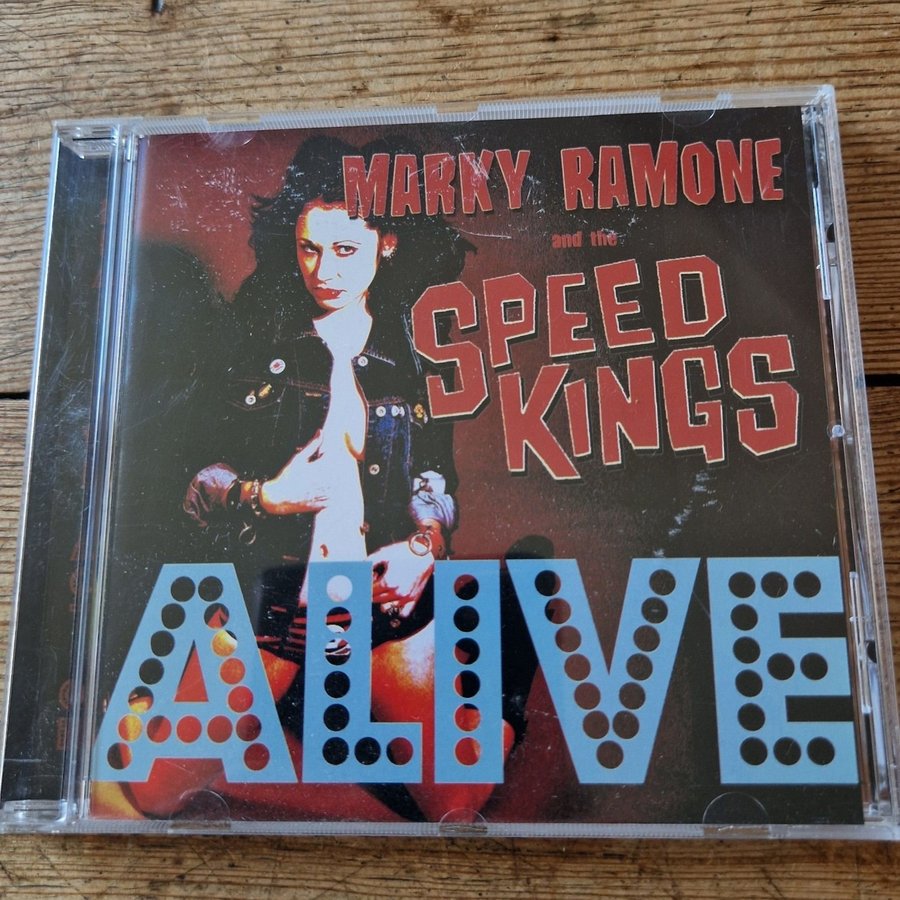 MARKY RAMONE
and the
SPEED
KINGS
ALIVE